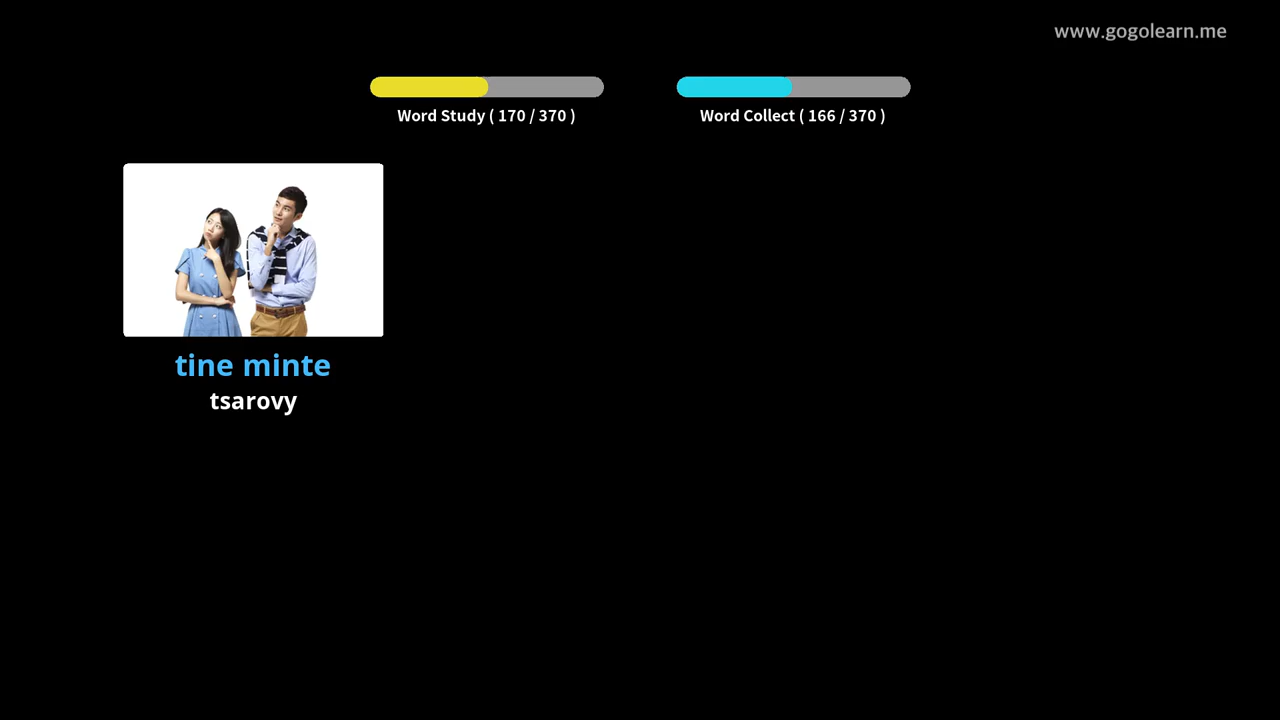 www.gogolearn.me
Word Study ( 170 / 370 )
Word Collect ( 166 / 370 )
tine minte
tsarovy